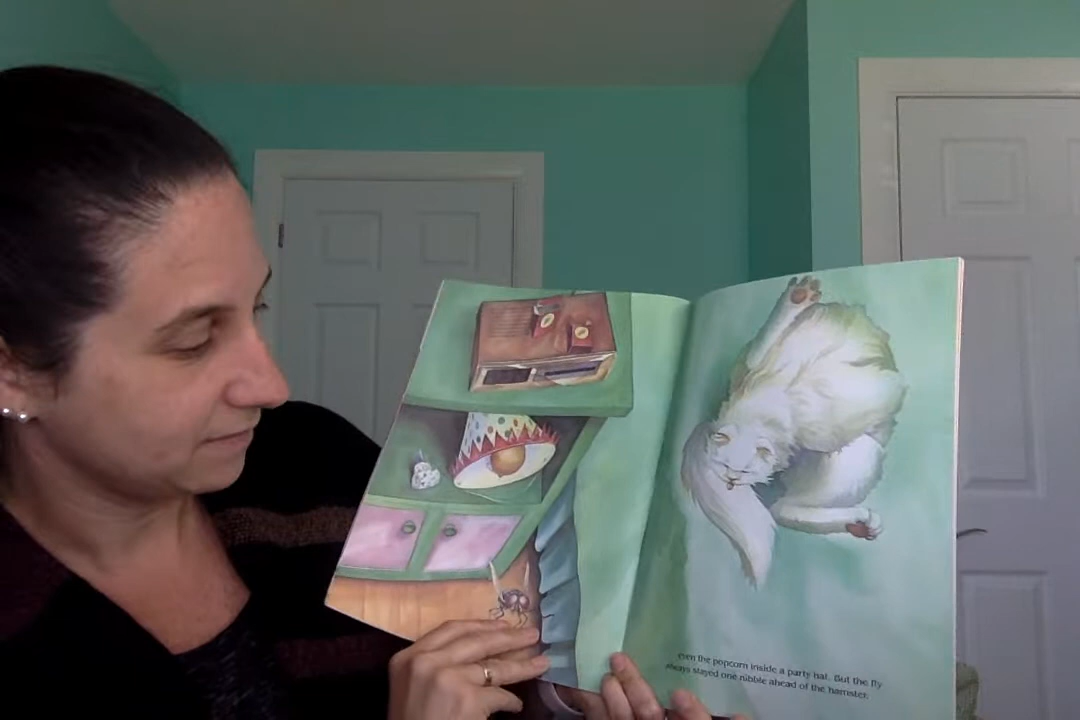 even the popcorn inside a party hat. But the fly
always stayed one nibble ahead of the hamster.